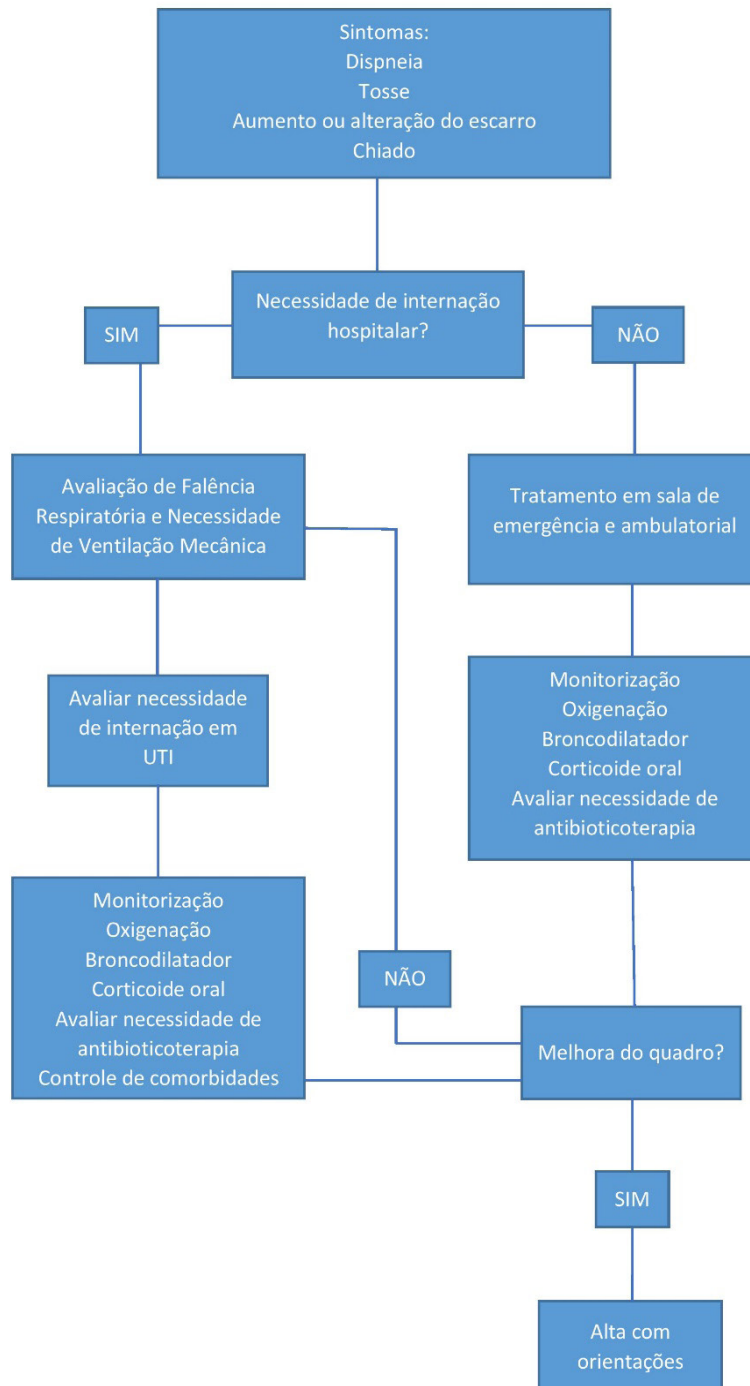 Sintomas:
Dispneia
Tosse
Aumento ou alteração do escarro
Chiado
Necessidade de internação
hospitalar?
SIM
NÃO
Avaliação de Falência
Respiratória e Necessidade
de Ventilação Mecânica
Tratamento em sala de
emergência e ambulatorial
Avaliar necessidade
de internação em
UTI
Monitorização
Oxigenação
Broncodilatador
Corticoide oral
Avaliar necessidade de
antibioticoterapia
Monitorização
Oxigenação
Broncodilatador
Corticoide oral
Avaliar necessidade de
antibioticoterapia
Controle de comorbidades
NÃO
Melhora do quadro?
SIM
Alta com
orientações